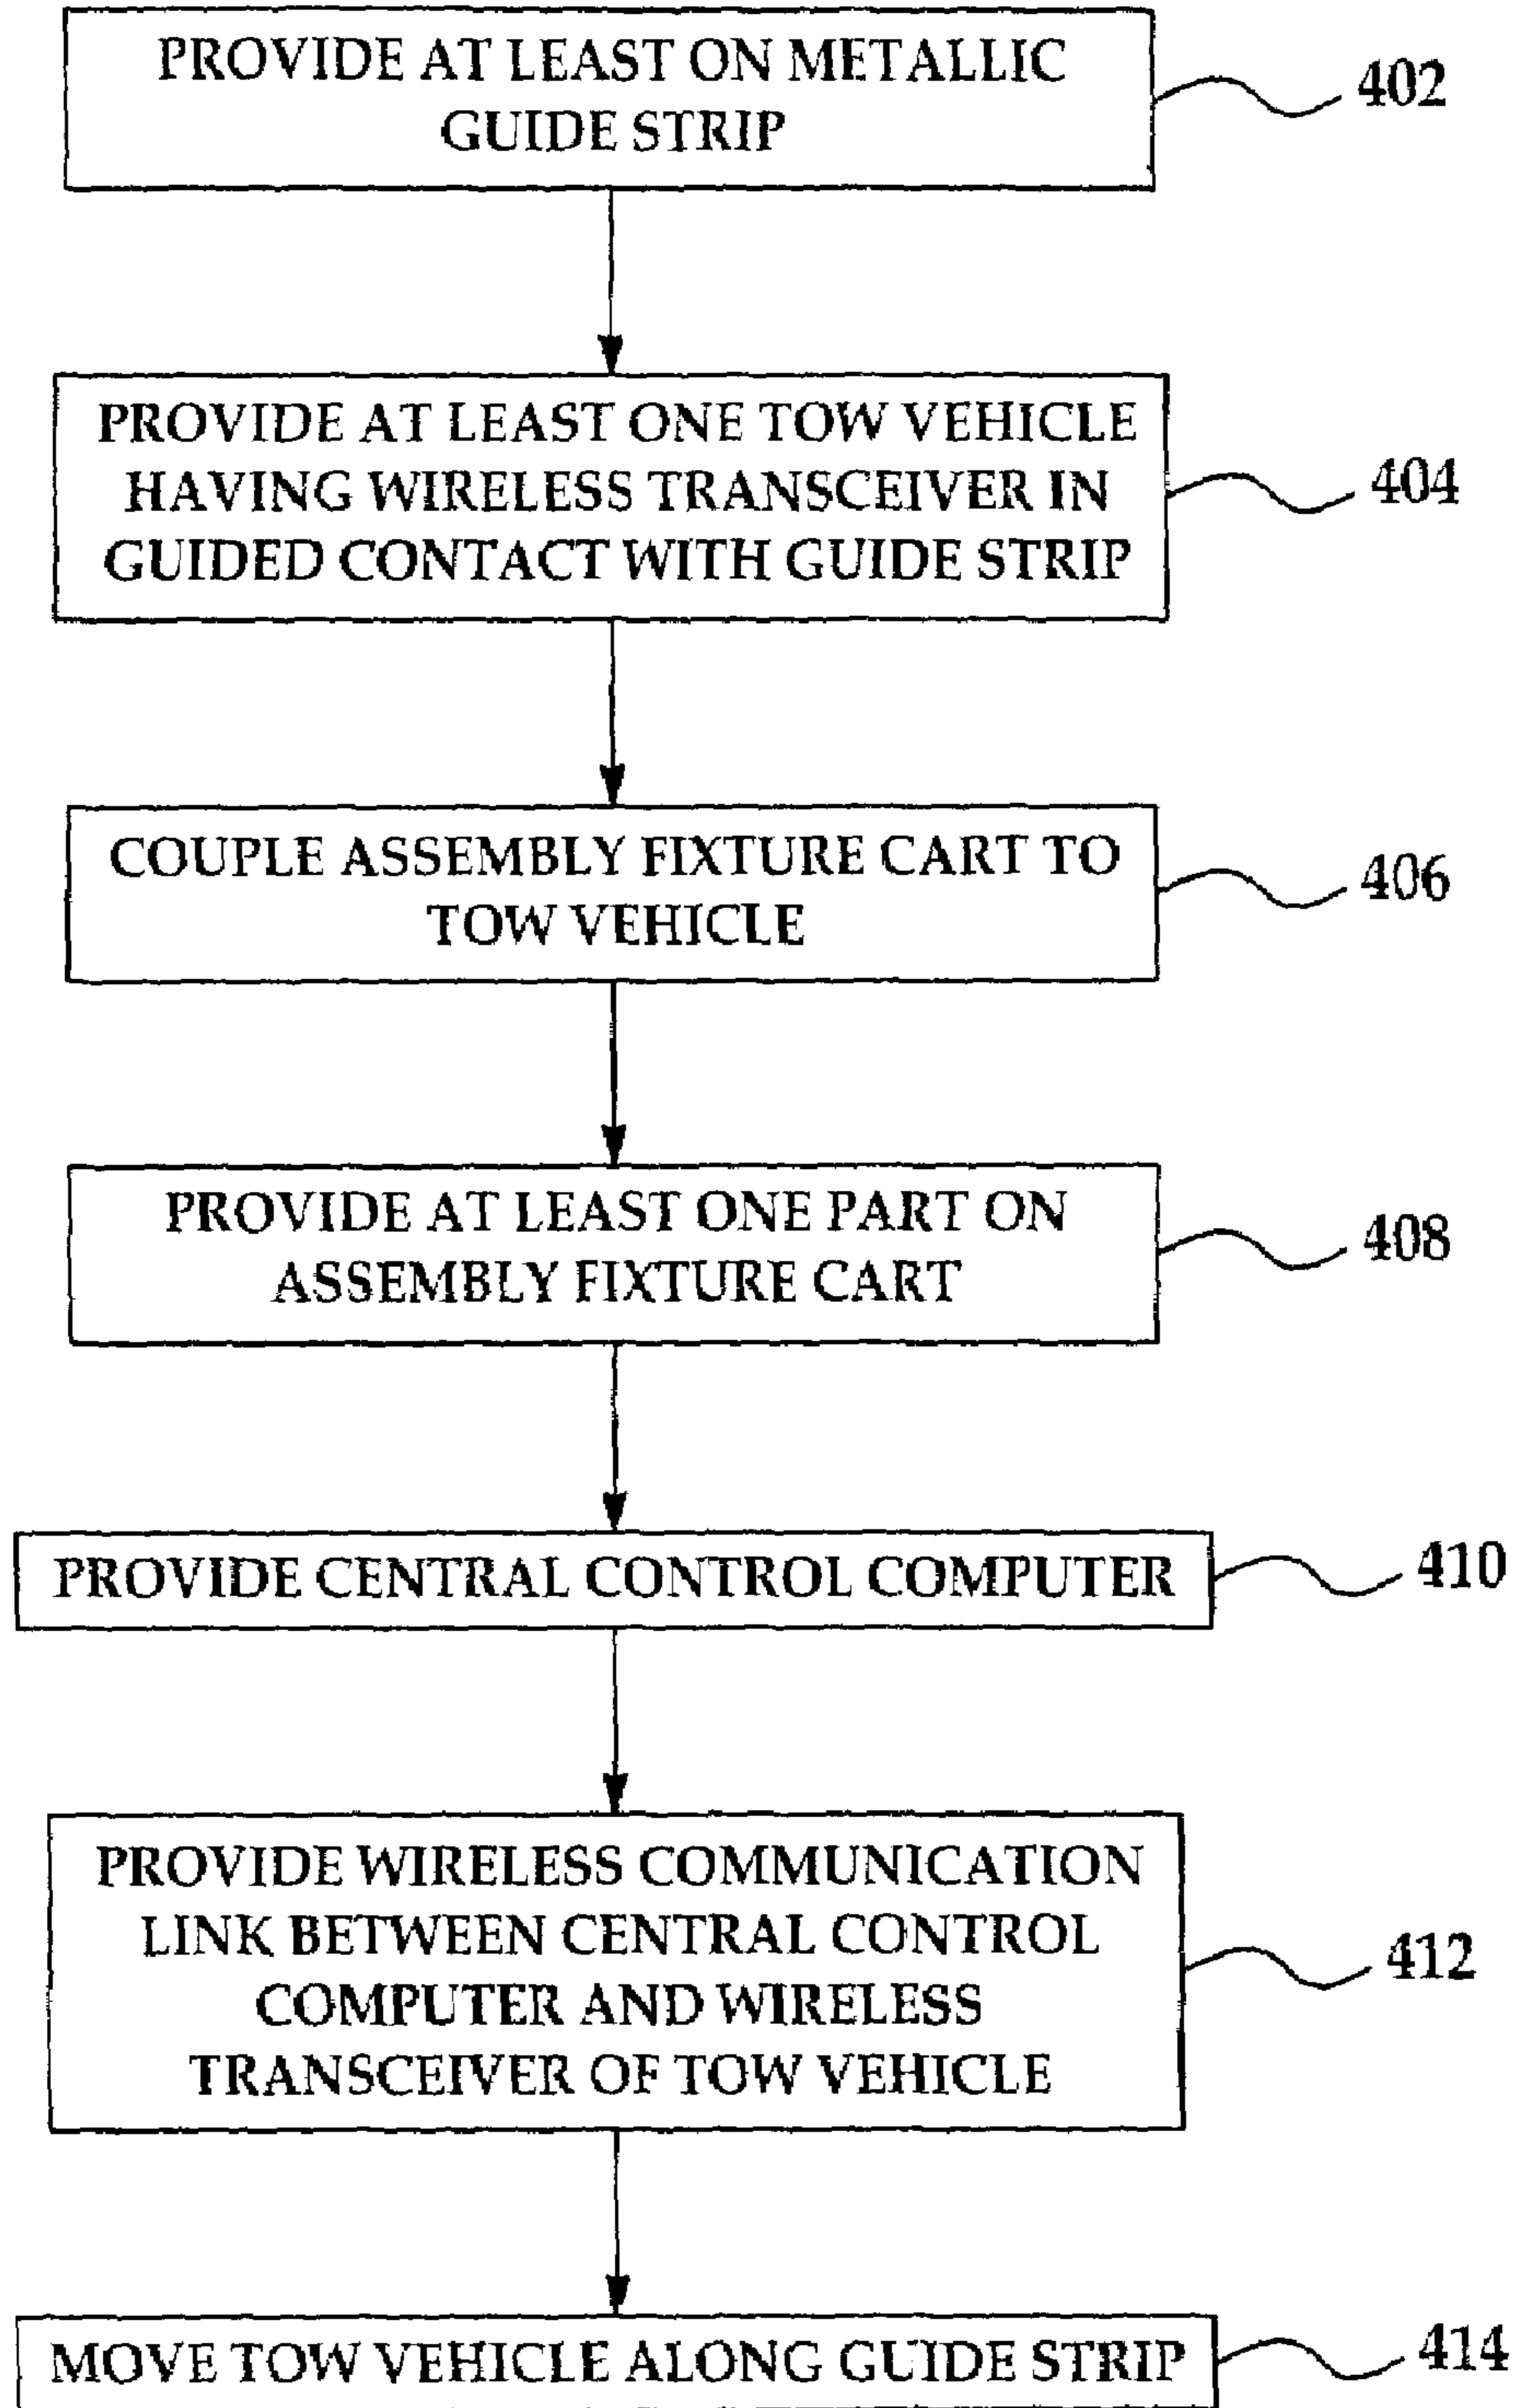 PROVIDE AT LEAST ON METALLIC
GUIDE STRIP
402
PROVIDE AT LEAST ONE TOW VEHICLE
HAVING WIRELESS TRANSCEIVER IN
GUIDED CONTACT WITH GUIDE STRIP
404
COUPLE ASSEMBLY FIXTURE CART TO
TOW VEHICLE
406
PROVIDE AT LEAST ONE PART ON
ASSEMBLY FIXTURE CART
408
PROVIDE CENTRAL CONTROL COMPUTER
410
PROVIDE WIRELESS COMMUNICATION
LINK BETWEEN CENTRAL CONTROL
COMPUTER AND WIRELESS
TRANSCEIVER OF TOW VEHICLE
412
MOVE TOW VEHICLE ALONG GUIDE STRIP
414